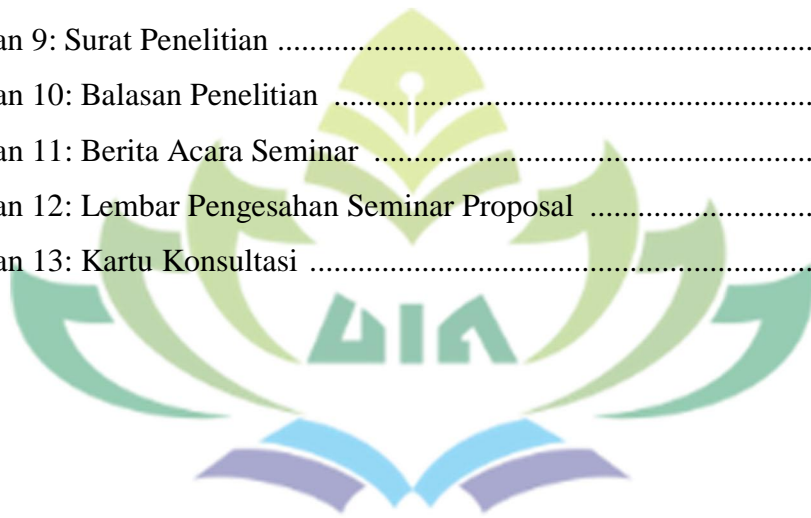 an 9: Surat Penelitian ........................................................................
an 10: Balasan Penelitian ................................................................
an 11: Berita Acara Seminar ...........................................................
an 12: Lembar Pengesahan Seminar Proposal ..............................
an 13: Kartu Konsultasi ....................................................................
UIN